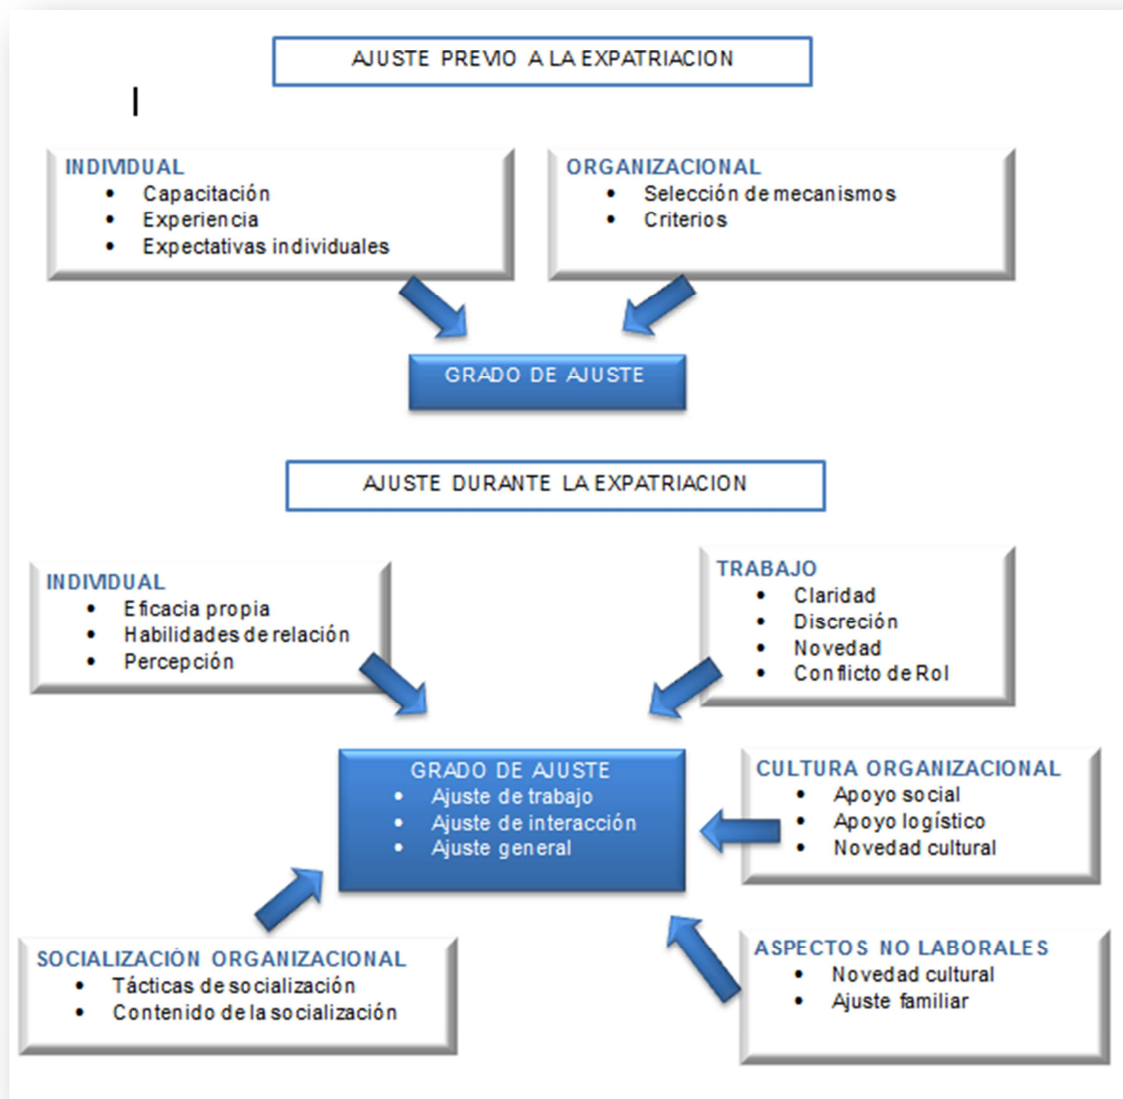 AJUSTE PREVIO A LA EXPATRIACION
INDIVIDUAL
• Capacitación
• Experiencia
• Expectativas individuales
ORGANIZACIONAL
• Selección de mecanismos
• Criterios
GRADO DE AJUSTE
AJUSTE DURANTE LA EXPATRIACION
INDIVIDUAL
• Eficacia propia
• Habilidades de relación
• Percepción
TRABAJO
• Claridad
• Discreción
• Novedad
• Conflicto de Rol
GRADO DE AJUSTE
• Ajuste de trabajo
• Ajuste de interacción
• Ajuste general
CULTURA ORGANIZACIONAL
• Apoyo social
• Apoyo logístico
• Novedad cultural
SOCIALIZACIÓN ORGANIZACIONAL
• Tácticas de socialización
• Contenido de la socialización
ASPECTOS NO LABORALES
• Novedad cultural
• Ajuste familiar